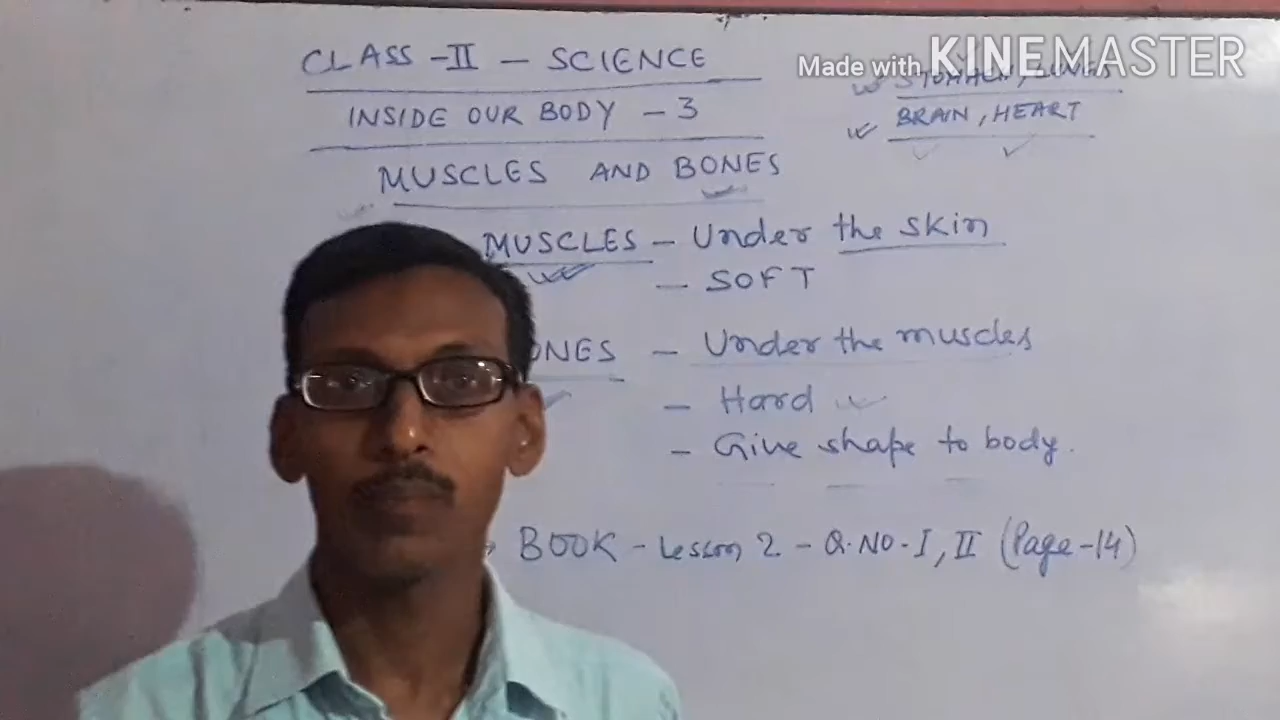 CLASS -II - SCIENCE
INSIDE OUR BODY - 3
MUSCLES AND BONES
Made with KINEMASTER
BRAIN, HEART
MUSCLES - Under the skin
- SOFT
ONES - Under the muscles
- Hard
- Give shape to body.
BOOK - Lesson 2 - Q.NO-I, II (Page-14)